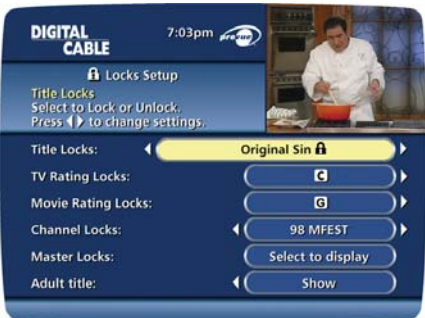 DIGITAL
CABLE
7:03pm
prevue
Locks Setup
Title Locks
Select to Lock or Unlock.
Press to change settings.
Title Locks: Original Sin
TV Rating Locks: C
Movie Rating Locks: G
Channel Locks: 98 MFEST
Master Locks: Select to display
Adult title: Show